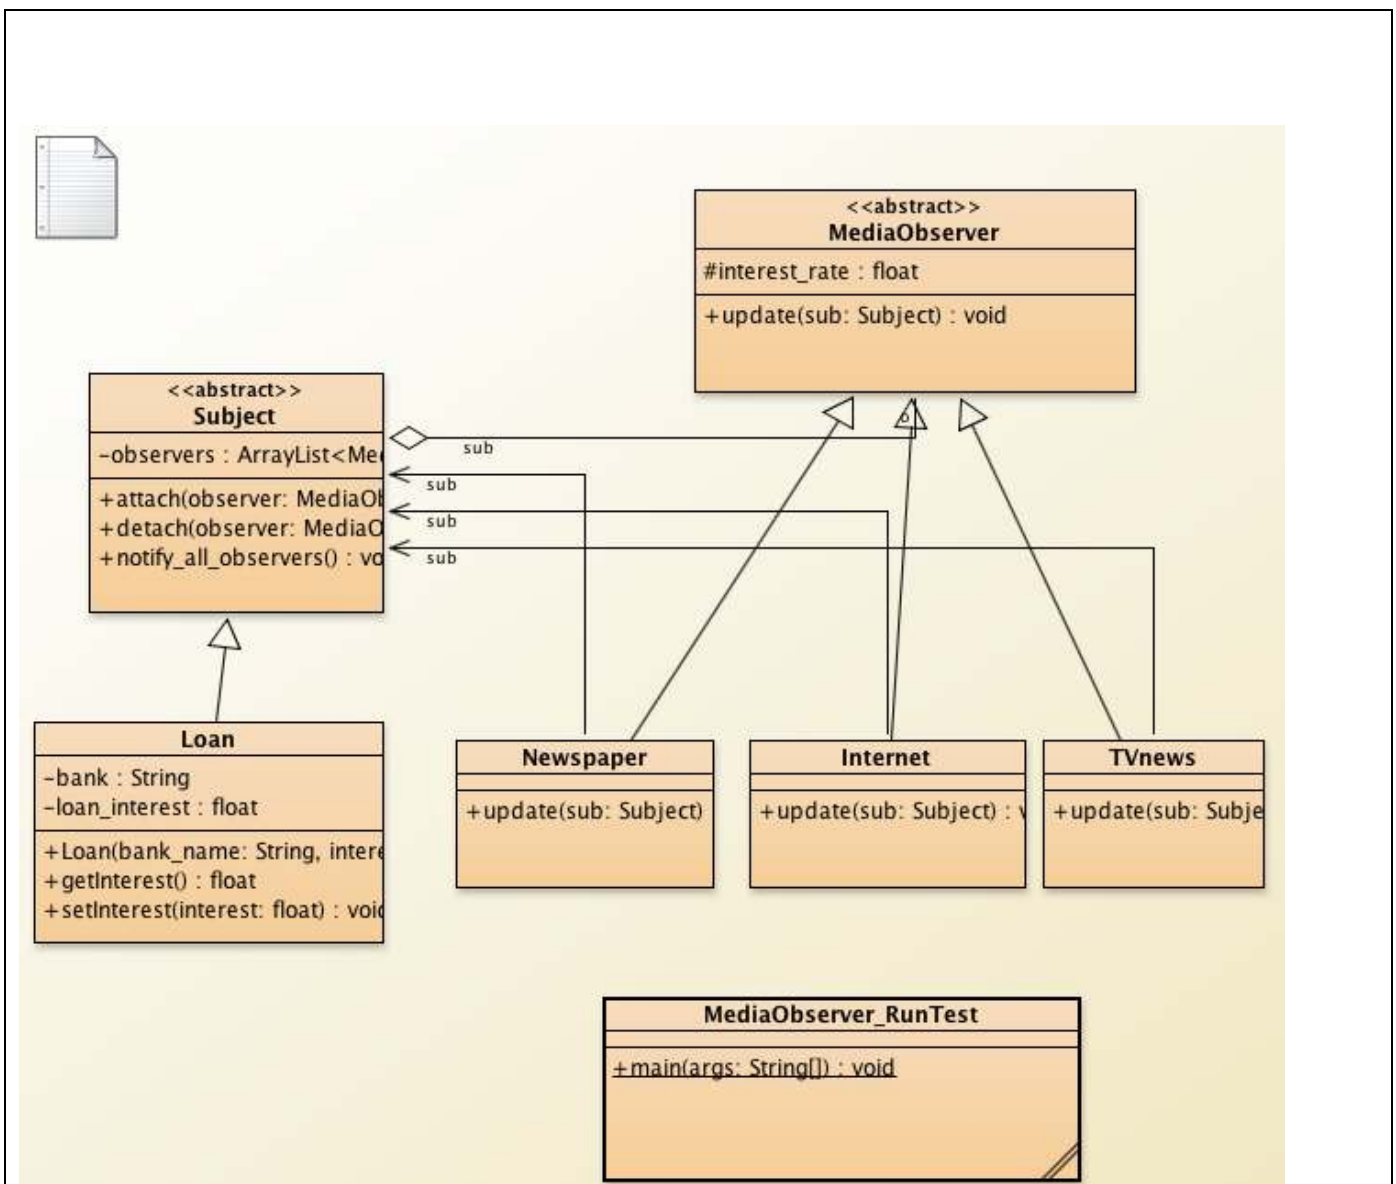 <<abstract>>
MediaObserver
#interest_rate : float
+update(sub: Subject) : void
<<abstract>>
Subject
-observers : ArrayList<Me
+attach(observer: MediaOb
+detach(observer: MediaO
+notify_all_observers() : vo
sub
sub
sub
sub
Loan
-bank : String
-loan_interest : float
+Loan(bank_name: String, intere
+getInterest() : float
+setInterest(interest: float) : void
Newspaper
+update(sub: Subject)
Internet
+update(sub: Subject) : v
TVnews
+update(sub: Subje
MediaObserver_RunTest
+main(args: String[]) : void